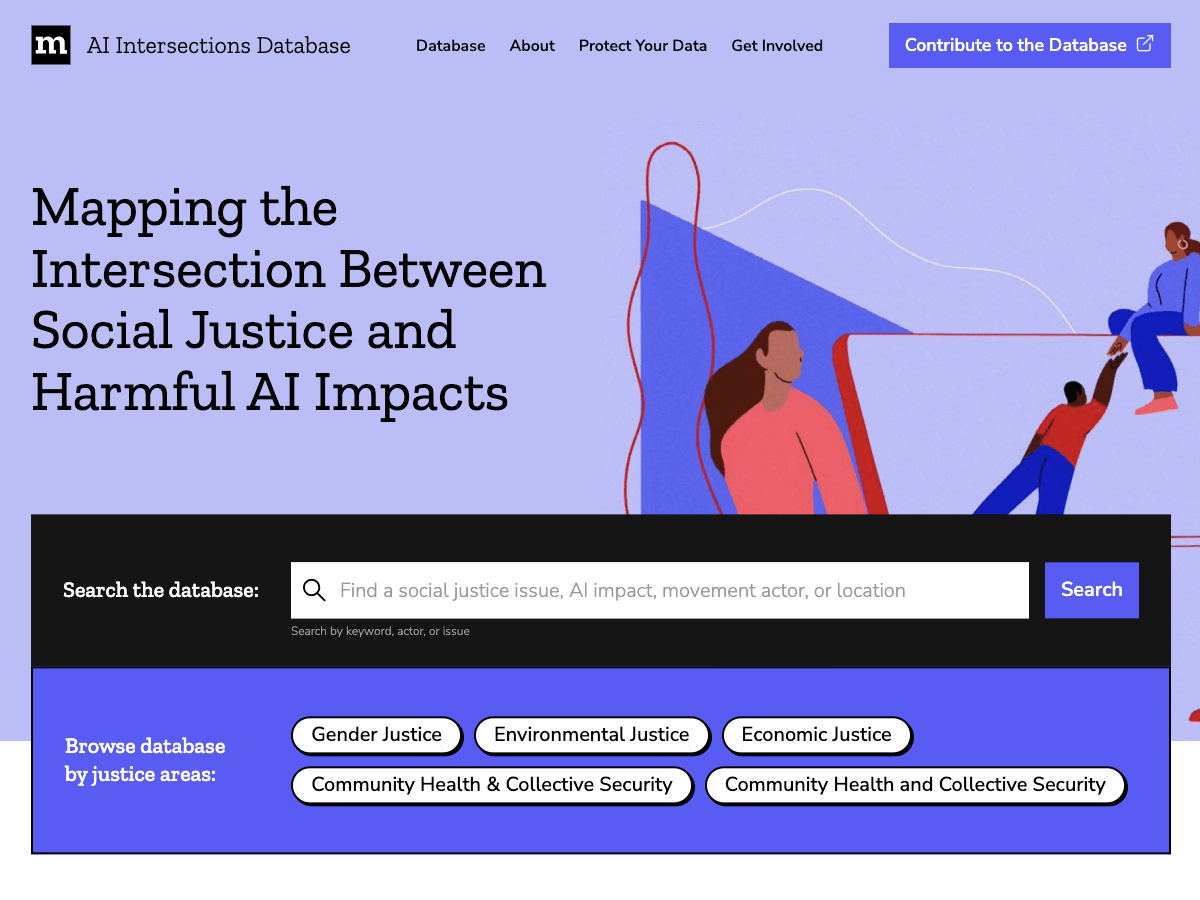 m AI Intersections Database
Database About Protect Your Data Get Involved
Contribute to the Database
Mapping the
Intersection Between
Social Justice and
Harmful AI Impacts
Search the database:
Find a social justice issue, AI impact, movement actor, or location
Search
Search by keyword, actor, or issue
Browse database
by justice areas:
Gender Justice
Environmental Justice
Economic Justice
Community Health & Collective Security
Community Health and Collective Security